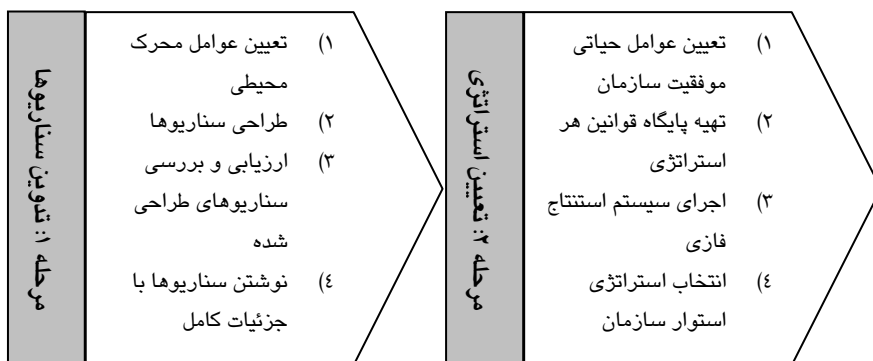 مرحله ۱: تدوین سناریوها
۱) تعیین عوامل محرک
محیطی
۲) طراحی سناریوها
۳) ارزیابی و بررسی
سناریوهای طراحی
شده
٤) نوشتن سناریوها با
جزئیات کامل
مرحله ۲: تعیین استراتژی
۱) تعیین عوامل حیاتی
موفقیت سازمان
۲) تهیه پایگاه قوانین هر
استراتژی
۳) اجرای سیستم استنتاج
فازی
٤) انتخاب استراتژی
استوار سازمان